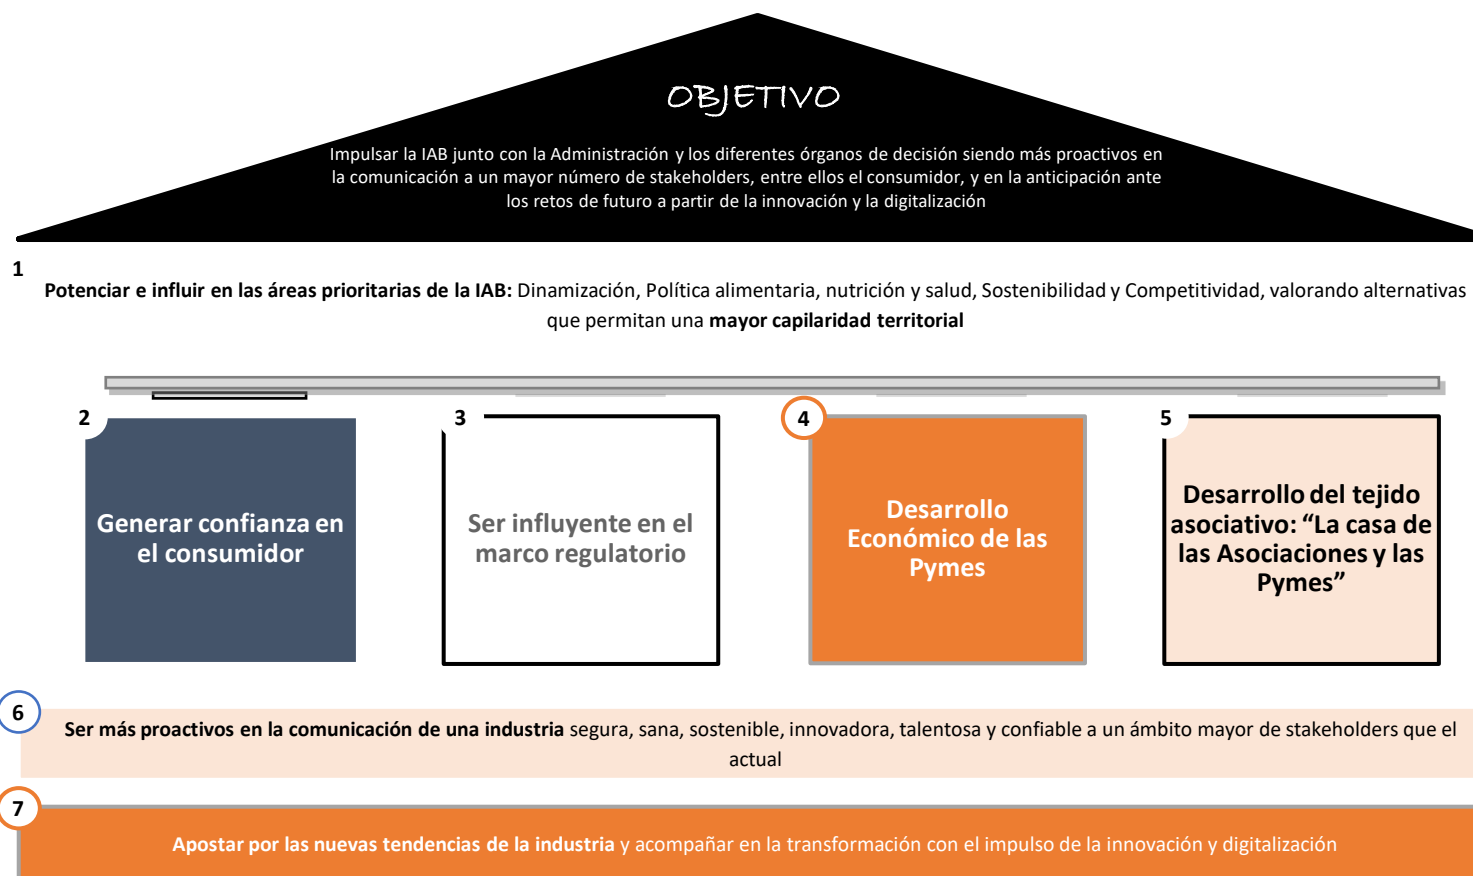 OBJETIVO
Impulsar la IAB junto con la Administración y los diferentes órganos de decisión siendo más proactivos en
la comunicación a un mayor número de stakeholders, entre ellos el consumidor, y en la anticipación ante
los retos de futuro a partir de la innovación y la digitalización
1
Potenciar e influir en las áreas prioritarias de la IAB: Dinamización, Política alimentaria, nutrición y salud, Sostenibilidad y Competitividad, valorando alternativas
que permitan una mayor capilaridad territorial
2
Generar confianza en
el consumidor
3
Ser influyente en el
marco regulatorio
4
Desarrollo
Económico de las
Pymes
5
Desarrollo del tejido
asociativo: “La casa de
las Asociaciones y las
Pymes”
6
Ser más proactivos en la comunicación de una industria segura, sana, sostenible, innovadora, talentosa y confiable a un ámbito mayor de stakeholders que el
actual
7
Apostar por las nuevas tendencias de la industria y acompañar en la transformación con el impulso de la innovación y digitalización